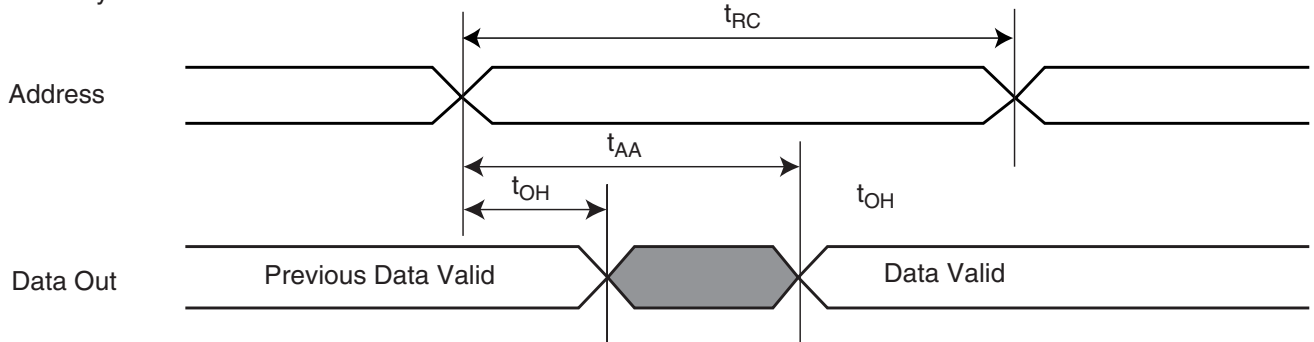 tRC
Address
tAA
tOH
tOH
Data Out
Previous Data Valid
Data Valid